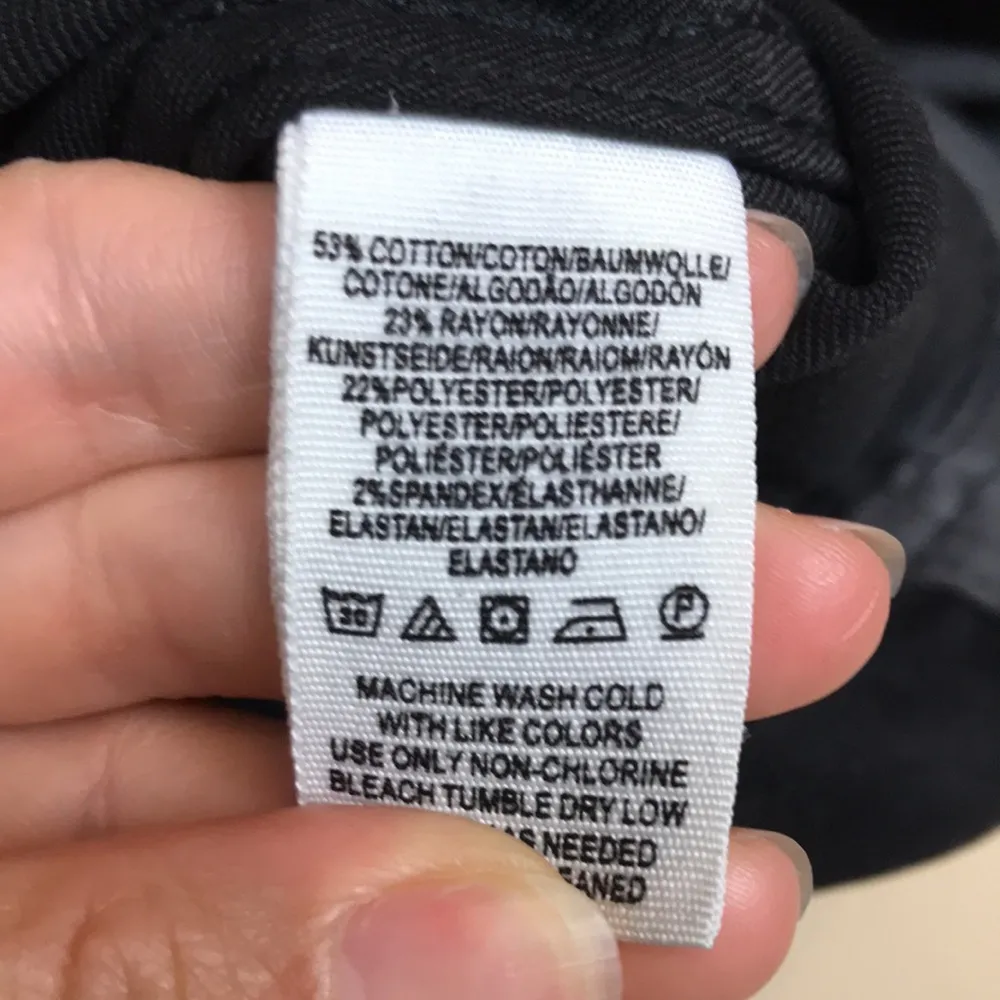 53% COTTON/COTON/BAUMWOLLE/
COTONE/ALGODÃO/ALGODÓN
23% RAYON/RAYONNE/
KUNSTSEIDE/RAION/RAIOM/RAYÓN
22%POLYESTER/POLYESTER/
POLYESTER/POLIESTERE/
POLIÉSTER/POLIÉSTER
2%SPANDEX/ÉLASTHANNE/
ELASTAN/ELASTAN/ELASTANO/
ELASTANO
30 P
MACHINE WASH COLD
WITH LIKE COLORS
USE ONLY NON-CHLORINE
BLEACH TUMBLE DRY LOW
AS NEEDED